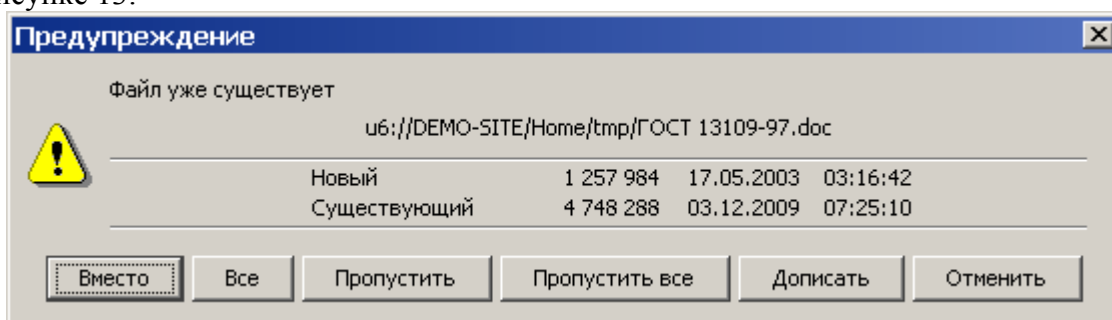 Предупреждение
Файл уже существует
u6://DEMO-SITE/Home/tmp/ГОСТ 13109-97.doc
Новый 1 257 984 17.05.2003 03:16:42
Существующий 4 748 288 03.12.2009 07:25:10
Вместо Все Пропустить Пропустить все Дописать Отменить